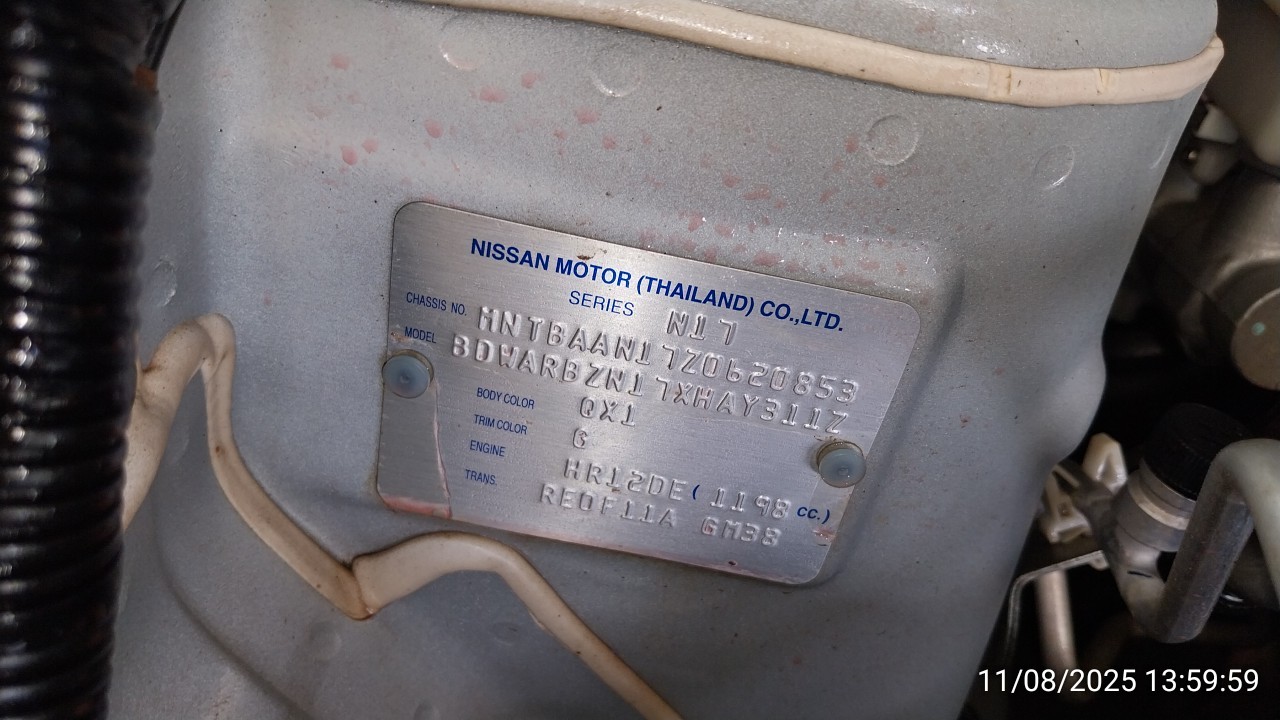 NISSAN MOTOR (THAILAND) CO.,LTD.
SERIES N17
CHASSIS NO. MNTBAAN17Z0620853
MODEL BDWARBZN17XHAY311Z
BODY COLOR QX1
TRIM COLOR G
ENGINE HR12DE ( 1198 CC.)
TRANS. RE0F11A GM38
11/08/2025 13:59:59